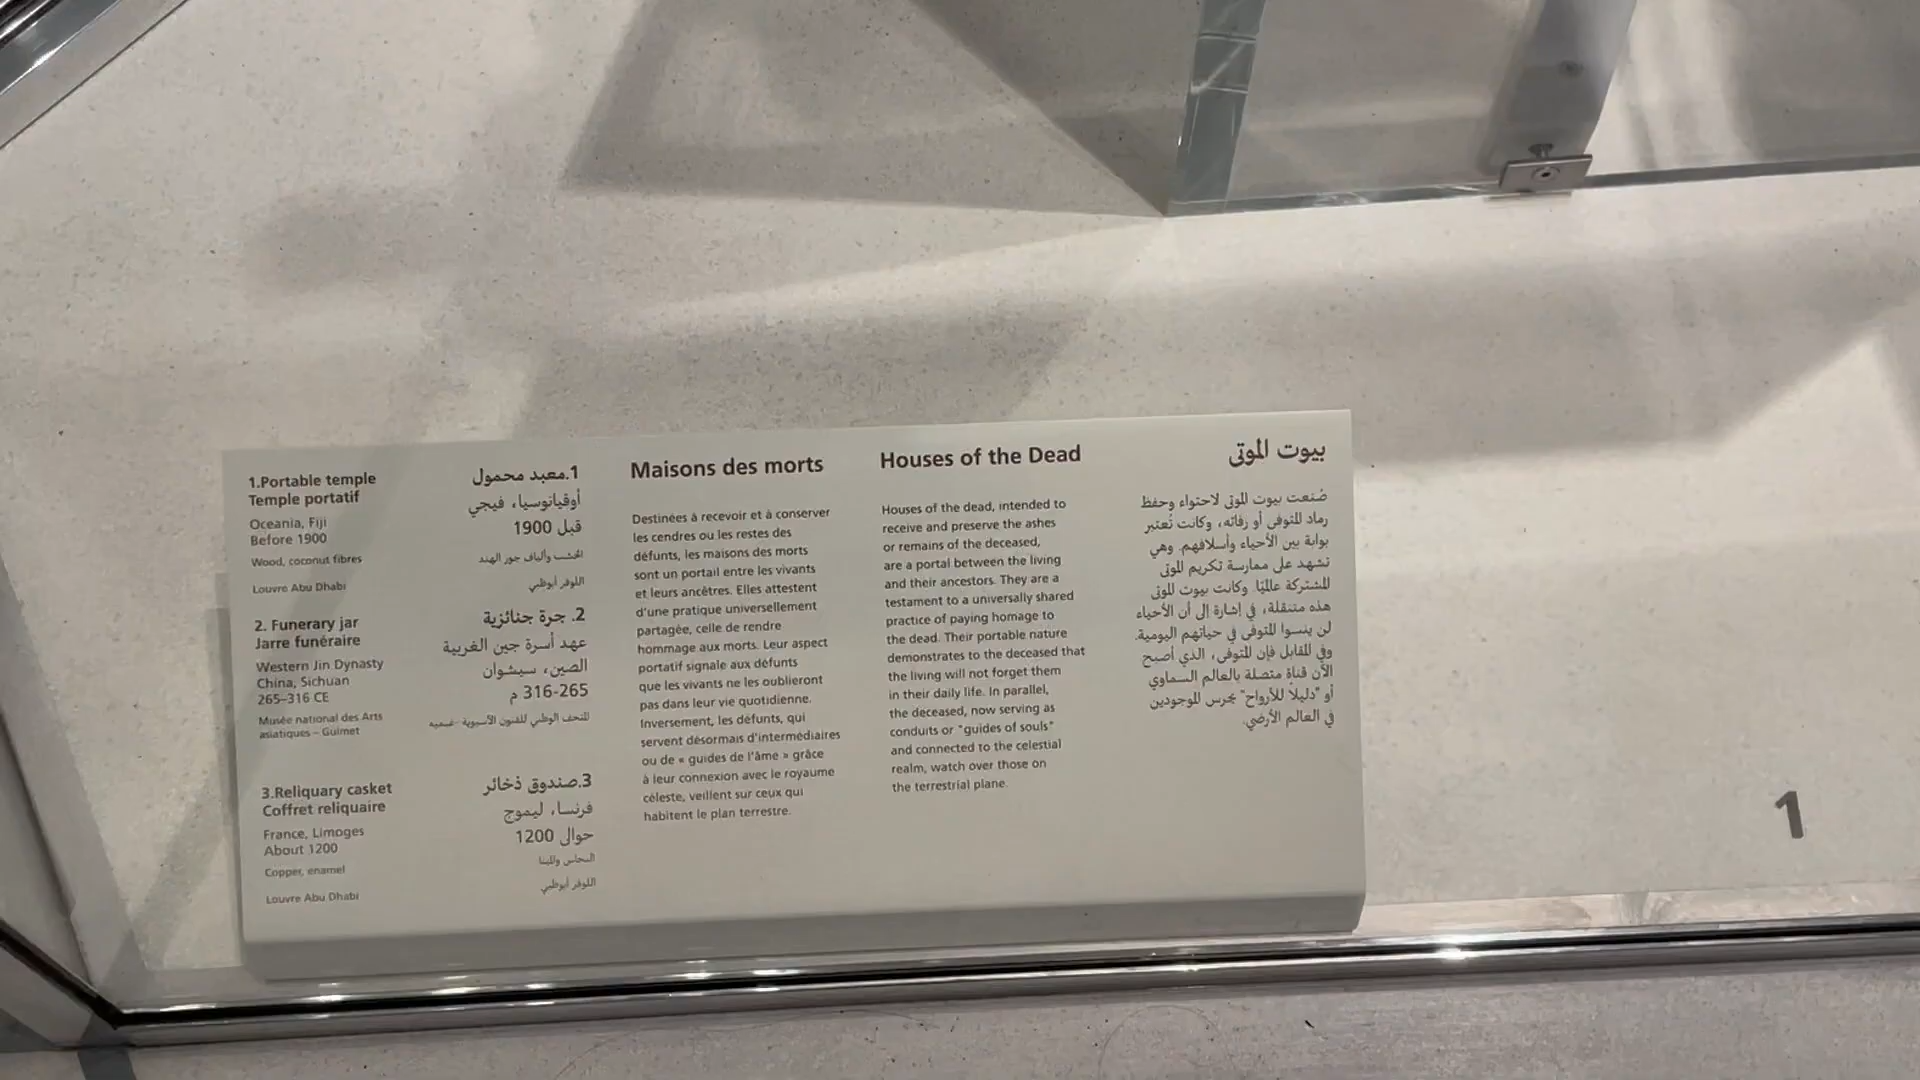 1.Portable temple
Temple portatif
Oceania, Fiji
Before 1900
Wood, coconut fibres
Louvre Abu Dhabi
2. Funerary jar
Jarre funéraire
Western Jin Dynasty
China, Sichuan
265–316 CE
Musée national des Arts
asiatiques – Guimet
3.Reliquary casket
Coffret reliquaire
France, Limoges
About 1200
Copper, enamel
Louvre Abu Dhabi
1.معبد محمول
أوقيانوسيا، فيجي
قبل 1900
الخشب وألياف جوز الهند
اللوفر أبوظبي
2. جرة جنائزية
عهد أسرة جين الغربية
الصين، سيشوان
265-316 م
المتحف الوطني للفنون الآسيوية -غيميه
3.صندوق ذخائر
فرنسا، ليموج
حوالى 1200
النحاس والمينا
اللوفر أبوظبي
Maisons des morts
Destinées à recevoir et à conserver
les cendres ou les restes des
défunts, les maisons des morts
sont un portail entre les vivants
et leurs ancêtres. Elles attestent
d'une pratique universellement
partagée, celle de rendre
hommage aux morts. Leur aspect
portatif signale aux défunts
que les vivants ne les oublieront
pas dans leur vie quotidienne.
Inversement, les défunts, qui
servent désormais d'intermédiaires
ou de « guides de l'âme » grâce
à leur connexion avec le royaume
céleste, veillent sur ceux qui
habitent le plan terrestre.
Houses of the Dead
Houses of the dead, intended to
receive and preserve the ashes
or remains of the deceased,
are a portal between the living
and their ancestors. They are a
testament to a universally shared
practice of paying homage to
the dead. Their portable nature
demonstrates to the deceased that
the living will not forget them
in their daily life. In parallel,
the deceased, now serving as
conduits or "guides of souls"
and connected to the celestial
realm, watch over those on
the terrestrial plane.
بيوت الموتى
صُنعت بيوت الموتى لاحتواء وحفظ
رماد المتوفى أو رفاته، وكانت تُعتبر
بوابة بين الأحياء وأسلافهم. وهي
تشهد على ممارسة تكريم الموتى
المشتركة عالميًا. وكانت بيوت الموتى
هذه متنقلة، في إشارة إلى أن الأحياء
لن ينسوا المتوفى في حياتهم اليومية.
وفي المقابل فإن المتوفى، الذي أصبح
الآن قناة متصلة بالعالم السماوي
أو "دليلاً للأرواح" يحرس الموجودين
في العالم الأرضي.
1